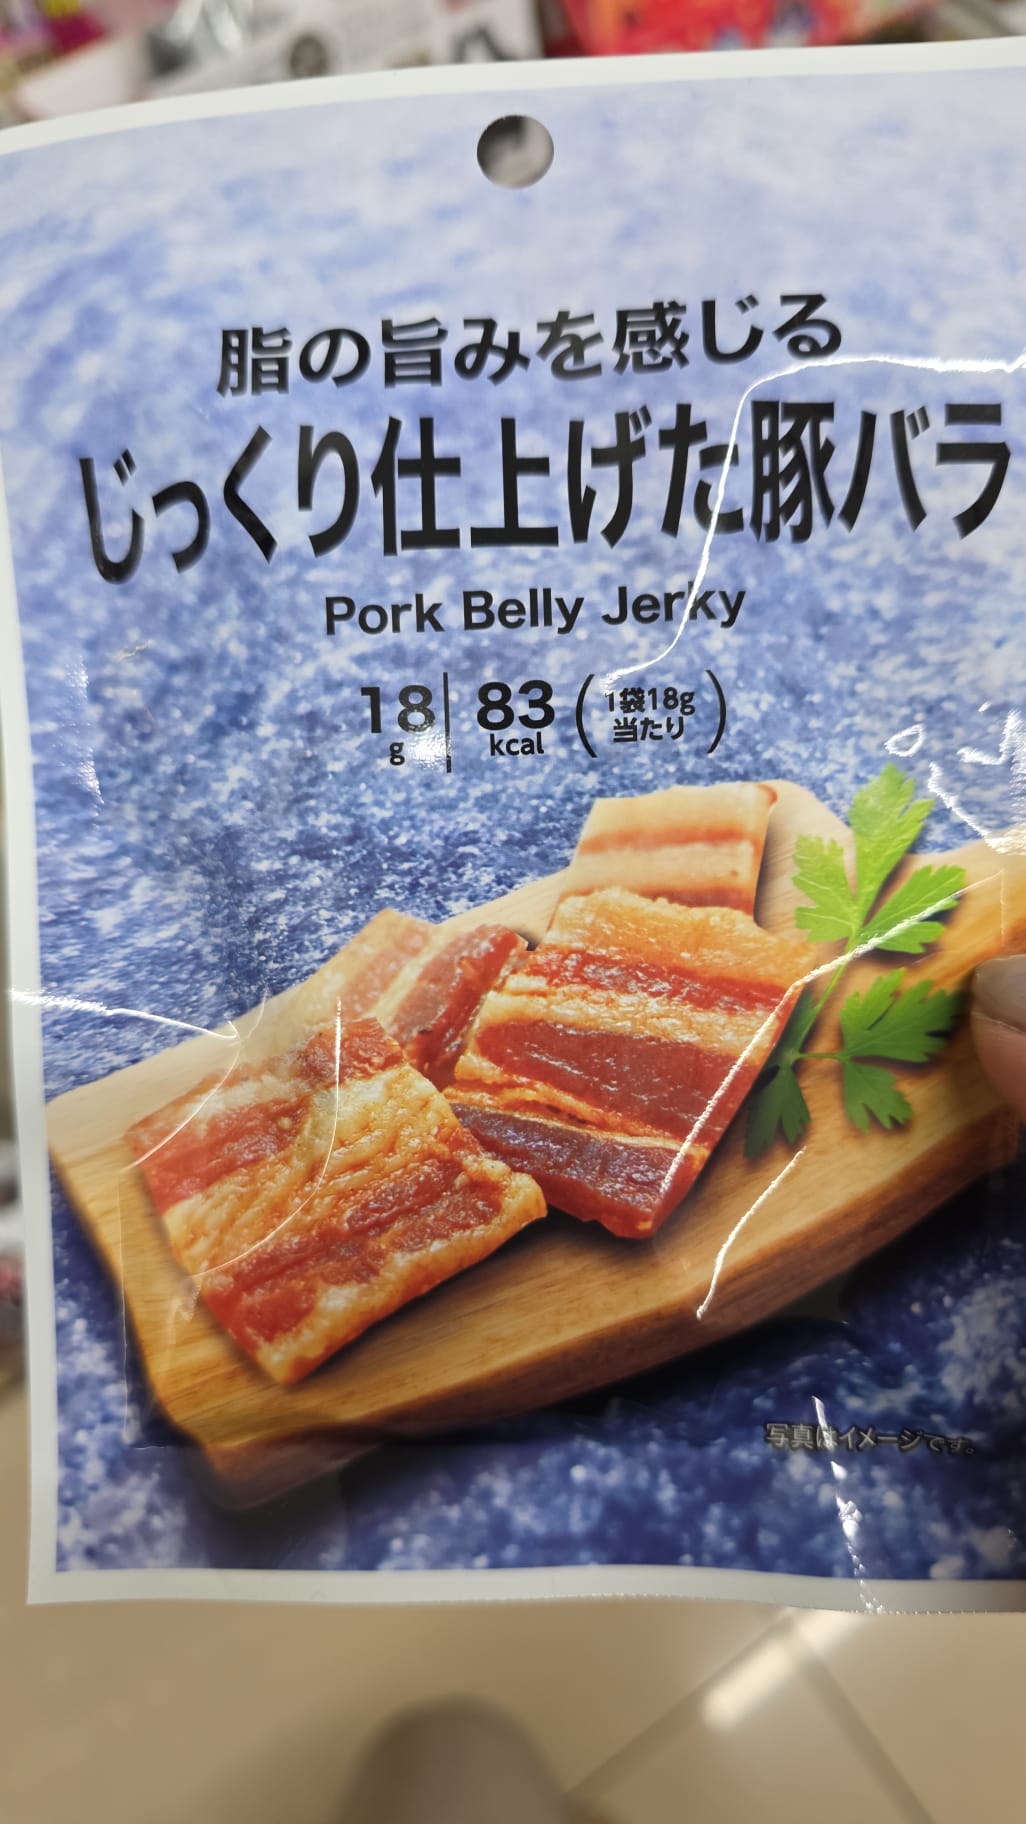 脂の旨みを感じる
じっくり仕上げた豚バラ
Pork Belly Jerky
18g 83kcal (1袋18g当たり)
写真はイメージです。